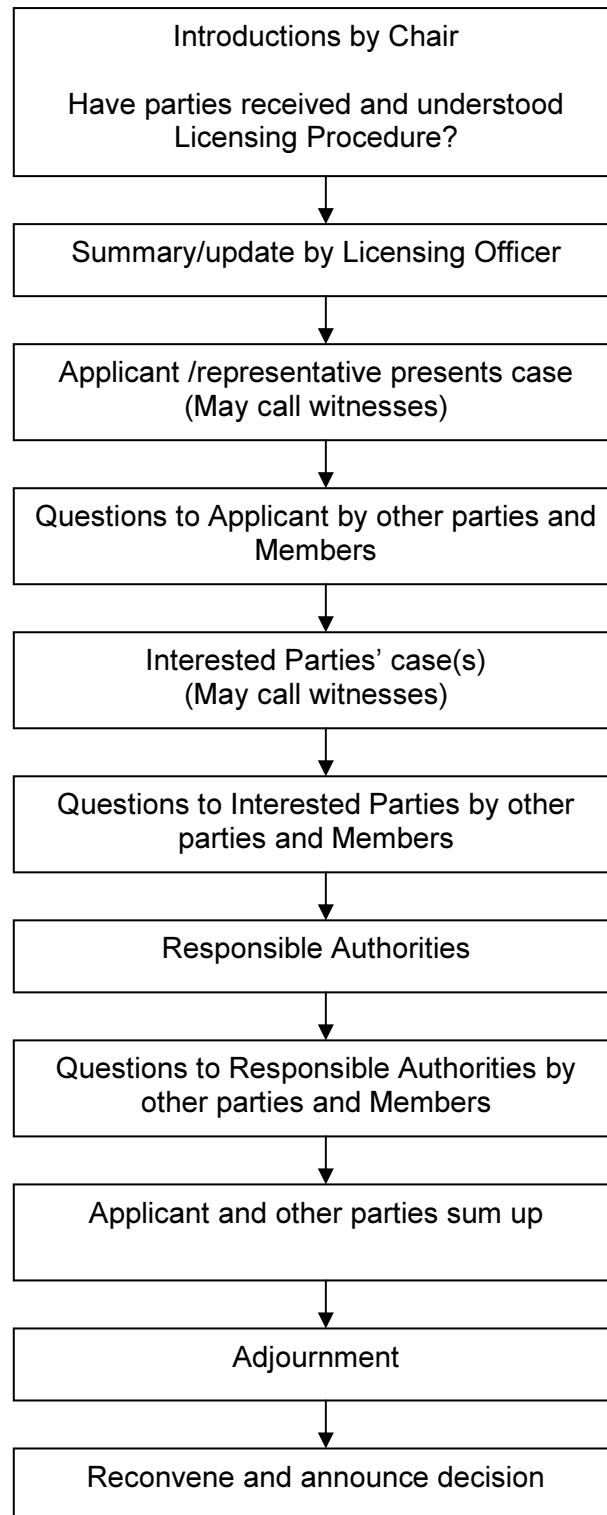 Introductions by Chair
Have parties received and understood
Licensing Procedure?
Summary/update by Licensing Officer
Applicant /representative presents case
(May call witnesses)
Questions to Applicant by other parties and
Members
Interested Parties’ case(s)
(May call witnesses)
Questions to Interested Parties by other
parties and Members
Responsible Authorities
Questions to Responsible Authorities by
other parties and Members
Applicant and other parties sum up
Adjournment
Reconvene and announce decision